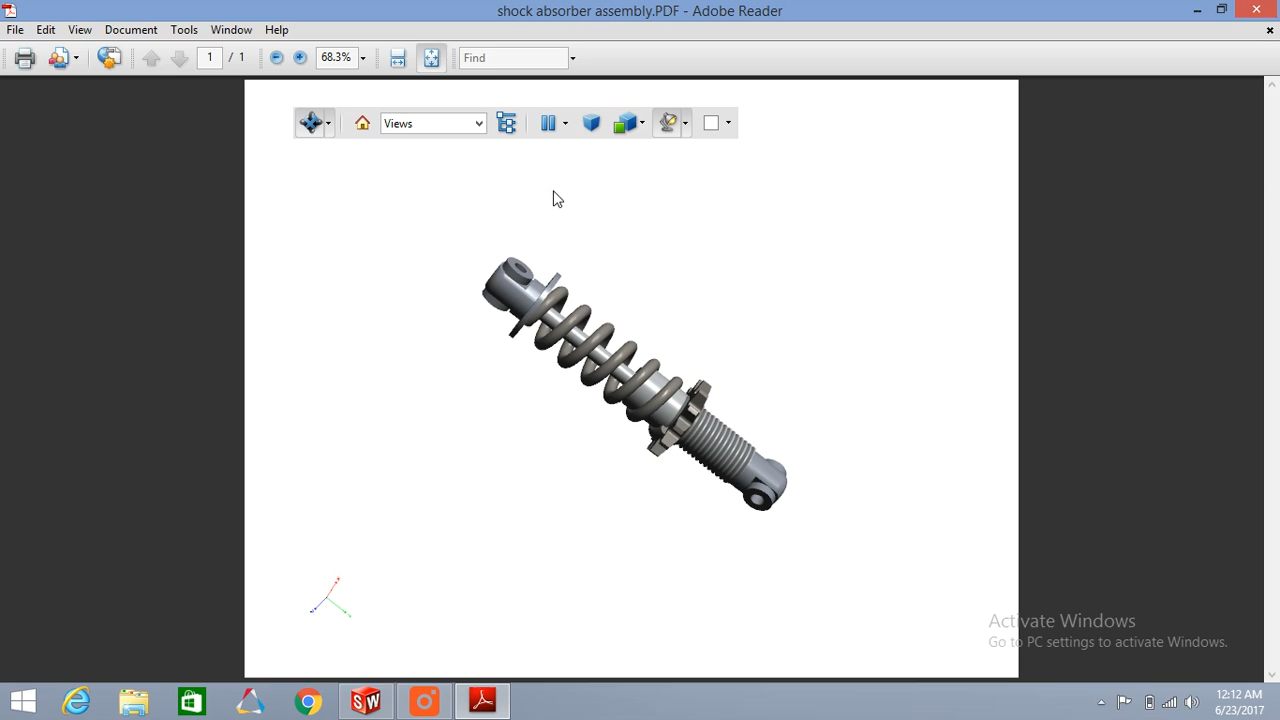 shock absorber assembly.PDF - Adobe Reader
File Edit View Document Tools Window Help
1 / 1 68.3% Find
Views
Activate Windows
Go to PC settings to activate Windows.
SW
12:12 AM
6/23/2017